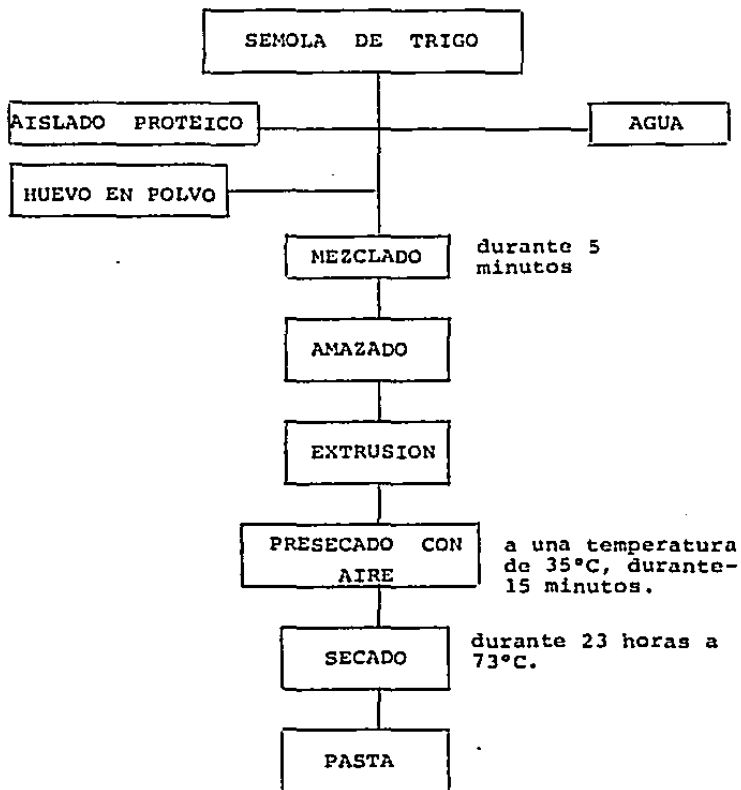 SEMOLA DE TRIGO
AISLADO PROTEICO
AGUA
HUEVO EN POLVO
MEZCLADO
durante 5
minutos
AMAZADO
EXTRUSION
PRESECADO CON
AIRE
a una temperatura
de 35°C, durante-
15 minutos.
SECADO
durante 23 horas a
73°C.
PASTA